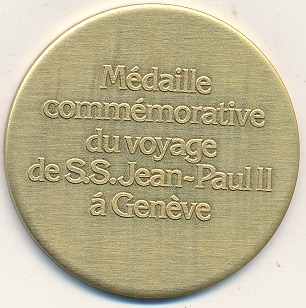 Médaille
commémorative
du voyage
de S.S. Jean-Paul II
á Genève